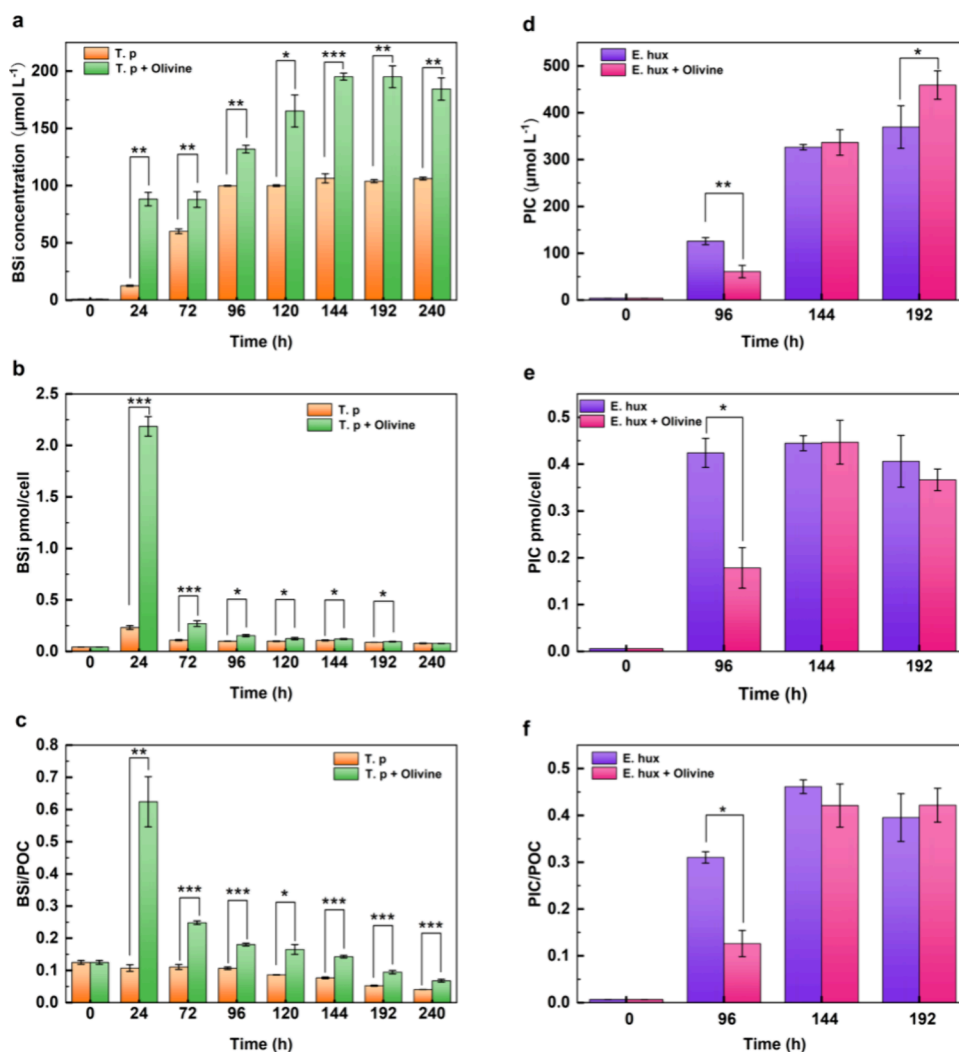 a
BSi concentration (μmol L⁻¹)
200
150
100
50
0
T. p
T. p + Olivine
**
**
**
*
***
**
**
0 24 72 96 120 144 192 240
Time (h)
b
BSi pmol/cell
2.5
2.0
1.5
1.0
0.5
0.0
T. p
T. p + Olivine
***
***
*
*
*
*
0 24 72 96 120 144 192 240
Time (h)
c
BSi/POC
0.8
0.7
0.6
0.5
0.4
0.3
0.2
0.1
0.0
T. p
T. p + Olivine
**
***
***
*
***
***
***
0 24 72 96 120 144 192 240
Time (h)
d
PIC (μmol L⁻¹)
500
400
300
200
100
0
E. hux
E. hux + Olivine
**
*
0 96 144 192
Time (h)
e
PIC pmol/cell
0.5
0.4
0.3
0.2
0.1
0.0
E. hux
E. hux + Olivine
*
0 96 144 192
Time (h)
f
PIC/POC
0.5
0.4
0.3
0.2
0.1
0.0
E. hux
E. hux + Olivine
*
0 96 144 192
Time (h)